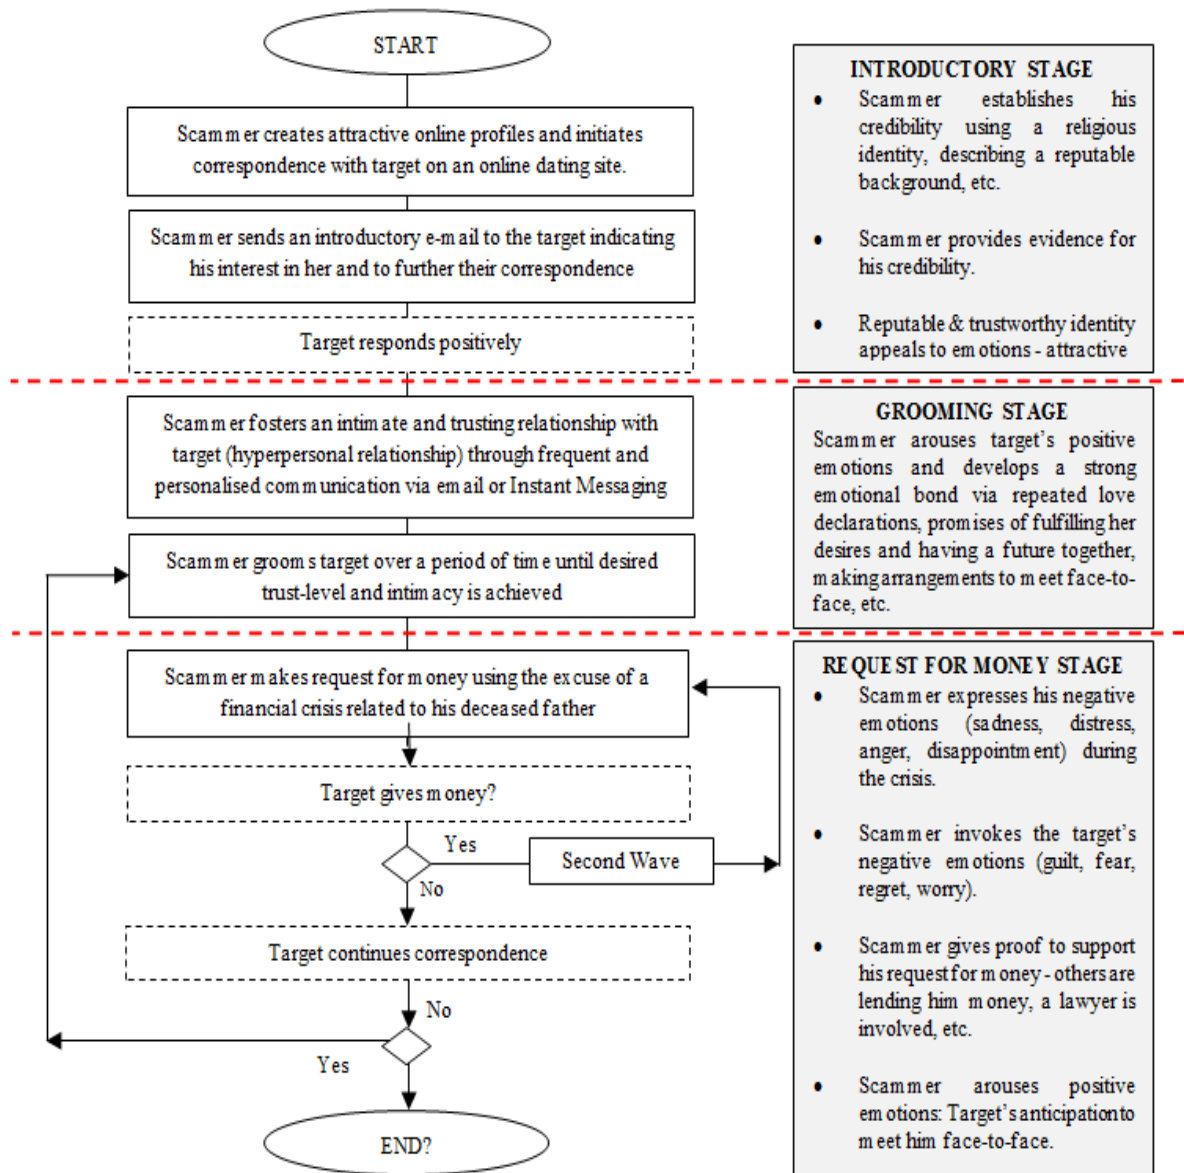 START
Scammer creates attractive online profiles and initiates
correspondence with target on an online dating site.
Scammer sends an introductory e-mail to the target indicating
his interest in her and to further their correspondence
Target responds positively
INTRODUCTORY STAGE
• Scammer establishes his
credibility using a religious
identity, describing a reputable
background, etc.
• Scammer provides evidence for
his credibility.
• Reputable & trustworthy identity
appeals to emotions - attractive
Scammer fosters an intimate and trusting relationship with
target (hyperpersonal relationship) through frequent and
personalised communication via email or Instant Messaging
Scammer grooms target over a period of time until desired
trust-level and intimacy is achieved
GROOMING STAGE
Scammer arouses target's positive
emotions and develops a strong
emotional bond via repeated love
declarations, promises of fulfilling her
desires and having a future together,
making arrangements to meet face-to-
face, etc.
Scammer makes request for money using the excuse of a
financial crisis related to his deceased father
Target gives money?
Yes
Second Wave
No
Target continues correspondence
No
Yes
END?
REQUEST FOR MONEY STAGE
• Scammer expresses his negative
emotions (sadness, distress,
anger, disappointment) during
the crisis.
• Scammer invokes the target's
negative emotions (guilt, fear,
regret, worry).
• Scammer gives proof to support
his request for money - others are
lending him money, a lawyer is
involved, etc.
• Scammer arouses positive
emotions: Target's anticipation to
meet him face-to-face.